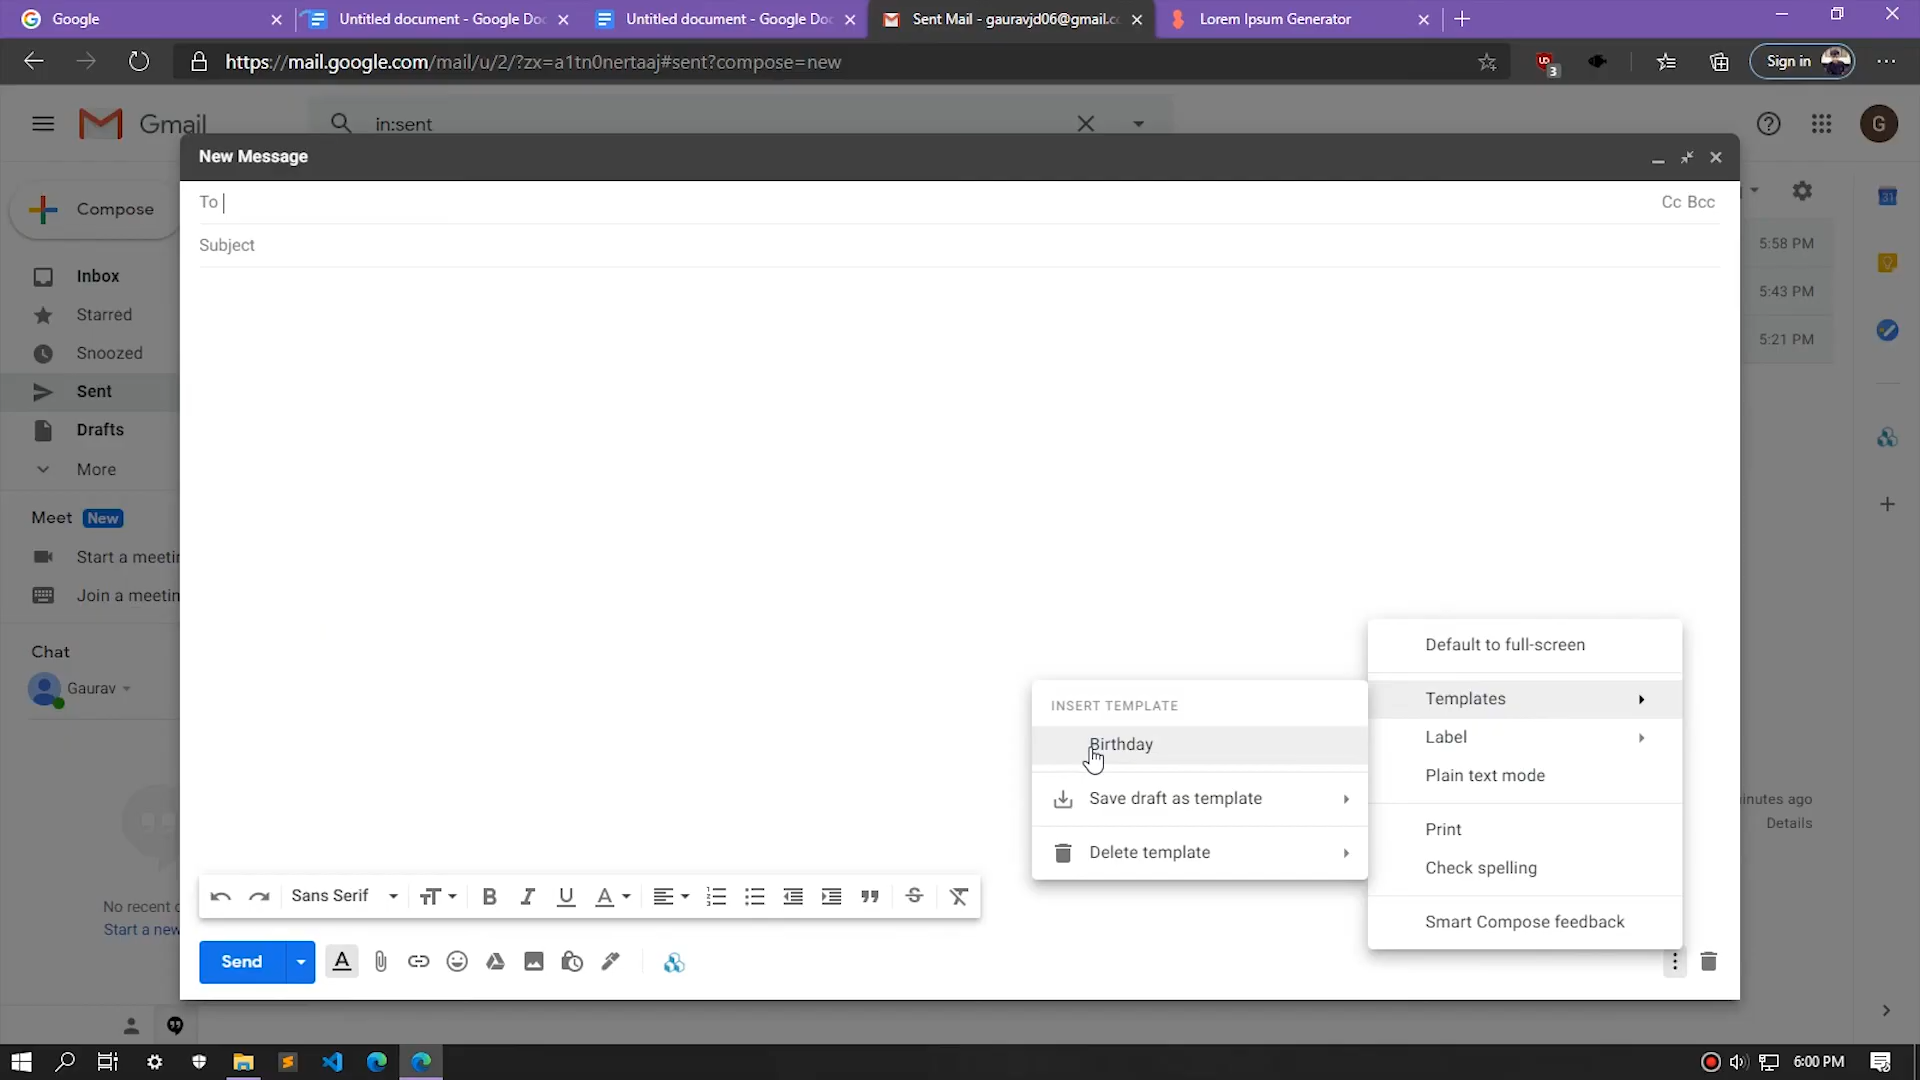 Google
Untitled document - Google Do
Untitled document - Google Do
Sent Mail - gauravjd06@gmail.c
Lorem Ipsum Generator
https://mail.google.com/mail/u/2/?zx=a1tn0nertaaj#sent?compose=new
3
Sign in
Gmail
in:sent
G
New Message
To
Cc Bcc
Subject
Compose
31
5:58 PM
5:43 PM
5:21 PM
Inbox
Starred
Snoozed
Sent
Drafts
More
Meet New
Start a meetin
Join a meetin
Chat
Gaurav
No recent c
Start a new
Default to full-screen
Templates
Label
Plain text mode
Print
Check spelling
Smart Compose feedback
INSERT TEMPLATE
Birthday
Save draft as template
Delete template
inutes ago
Details
Sans Serif
Send
6:00 PM